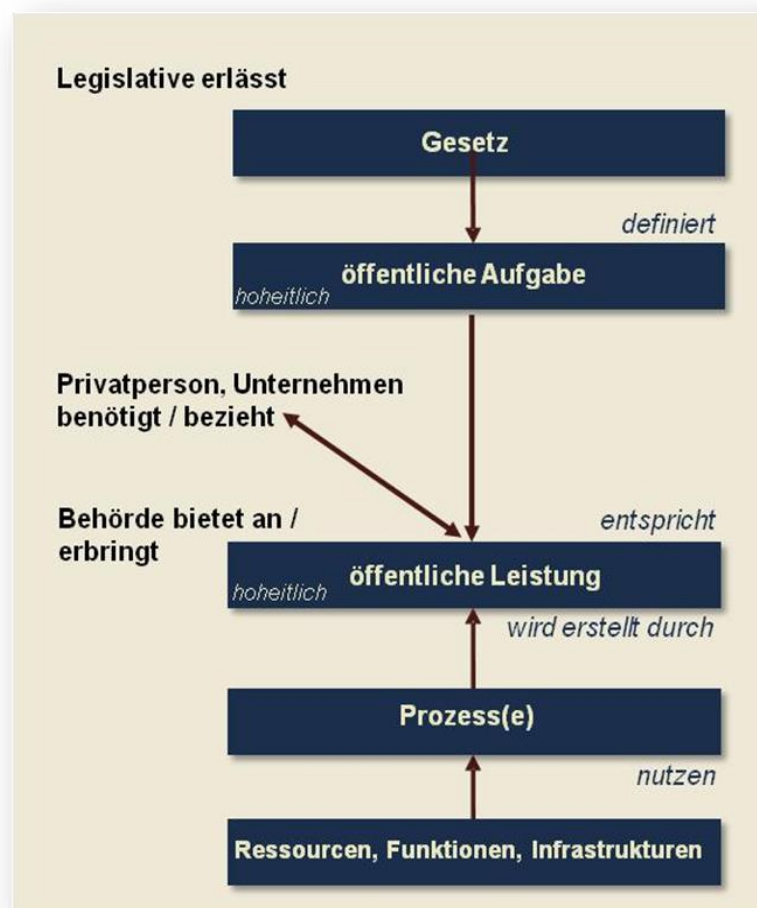 Legislative erlässt
Gesetz
definiert
öffentliche Aufgabe
hoheitlich
Privatperson, Unternehmen
benötigt / bezieht
Behörde bietet an /
erbringt
entspricht
öffentliche Leistung
hoheitlich
wird erstellt durch
Prozess(e)
nutzen
Ressourcen, Funktionen, Infrastrukturen